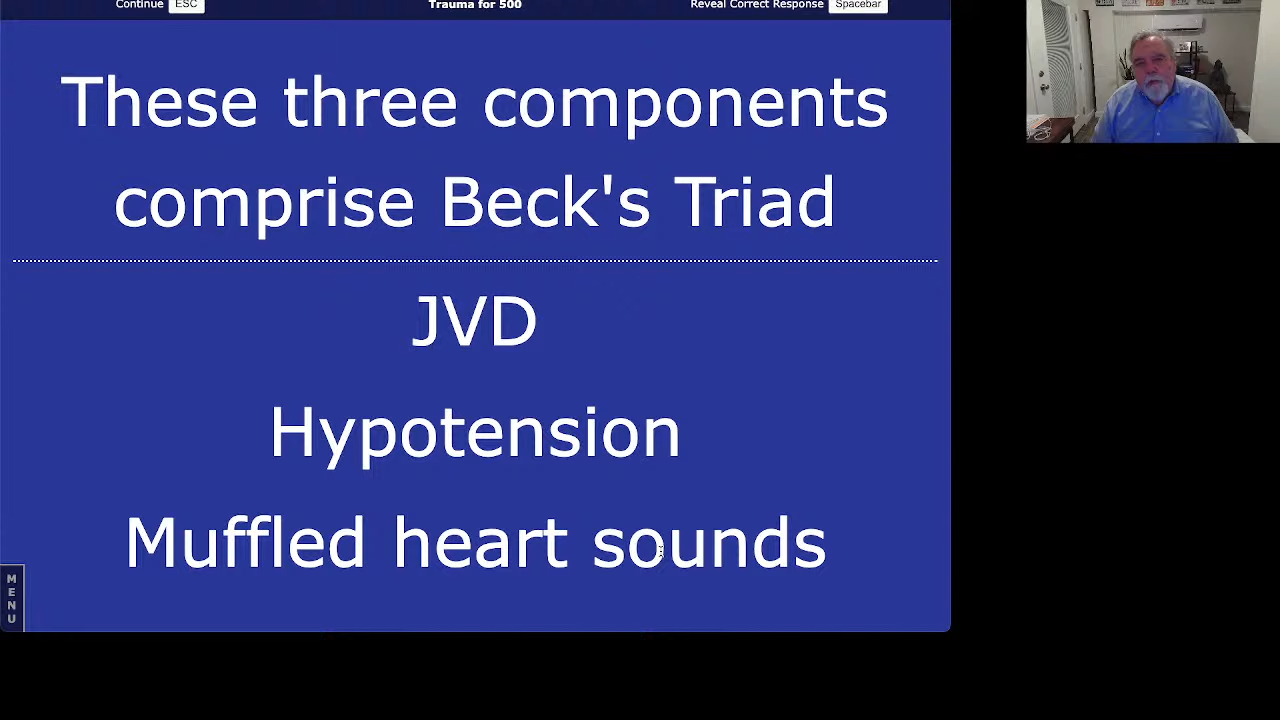 Continue ESC Trauma for 500 Reveal Correct Response Spacebar
These three components
comprise Beck's Triad
JVD
Hypotension
Muffled heart sounds
MENU